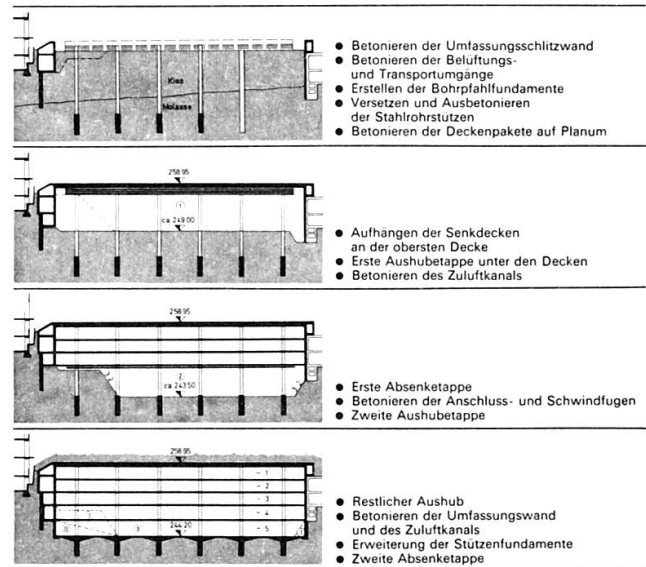 Kies
Molasse
● Betonieren der Umfassungsschlitzwand
● Betonieren der Belüftungs-
und Transportumgänge
● Erstellen der Bohrpfahlfundamente
● Versetzen und Ausbetonieren
der Stahlrohrstützen
● Betonieren der Deckenpakete auf Planum
258.95
1
ca 249.00
● Aufhängen der Senkdecken
an der obersten Decke
● Erste Aushubetappe unter den Decken
● Betonieren des Zuluftkanals
258.95
2
ca 243.50
● Erste Absenketappe
● Betonieren der Anschluss- und Schwindfugen
● Zweite Aushubetappe
258.95
- 1
- 2
- 3
- 4
244.20
- 5
● Restlicher Aushub
● Betonieren der Umfassungswand
und des Zuluftkanals
● Erweiterung der Stützenfundamente
● Zweite Absenketappe